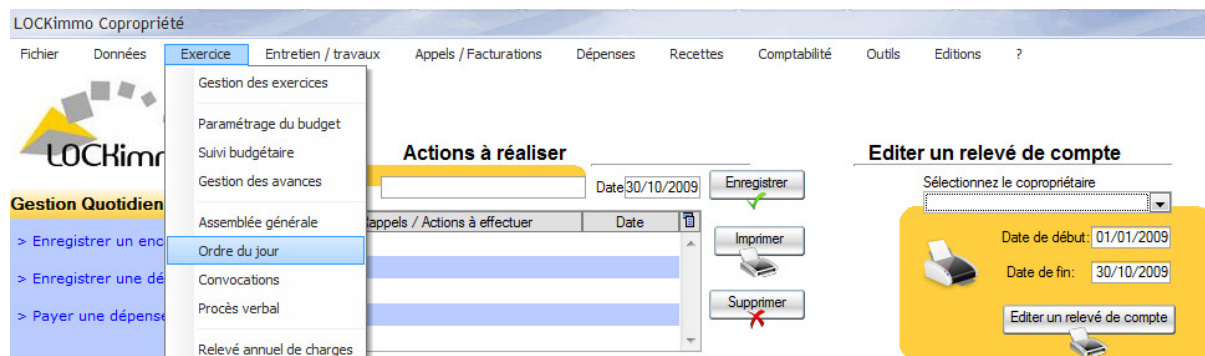 LOCKimmo Copropriété
Fichier Données Exercice Entretien / travaux Appels / Facturations Dépenses Recettes Comptabilité Outils Editions ?
Gestion des exercices
Paramétrage du budget
Suivi budgétaire
Gestion des avances
Assemblée générale
Ordre du jour
Convocations
Procès verbal
Relevé annuel de charges
LOCKimm
Gestion Quotidien
> Enregistrer un enc
> Enregistrer une dé
> Payer une dépense
Actions à réaliser
Date 30/10/2009 Enregistrer
Rappels / Actions à effectuer Date
Imprimer
Supprimer
Editer un relevé de compte
Sélectionnez le copropriétaire
Date de début: 01/01/2009
Date de fin: 30/10/2009
Editer un relevé de compte